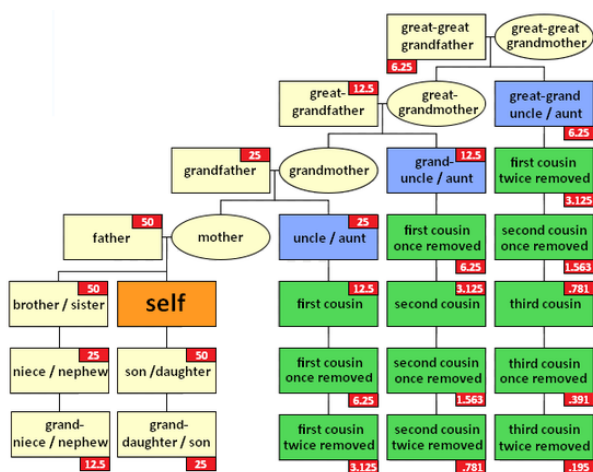 great-great
grandfather
great-great
grandmother
6.25
12.5
great-
grandfather
great-
grandmother
great-grand
uncle / aunt
6.25
25
grandfather
grandmother
12.5
grand-
uncle / aunt
first cousin
twice removed
3.125
50
father
mother
25
uncle / aunt
first cousin
once removed
6.25
second cousin
once removed
1.563
50
brother / sister
self
12.5
first cousin
3.125
second cousin
.781
third cousin
25
niece / nephew
50
son /daughter
first cousin
once removed
6.25
second cousin
once removed
1.563
third cousin
once removed
.391
grand-
niece / nephew
12.5
grand-
daughter / son
25
first cousin
twice removed
3.125
second cousin
twice removed
.781
third cousin
twice removed
.195